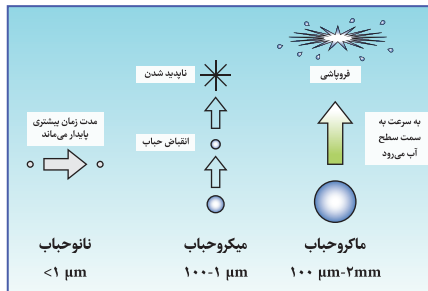 فروپاشی
ناپدید شدن
به سرعت به
سمت سطح
آب می‌رود
انقباض حباب
مدت زمان بیشتری
پایدار می‌ماند
ماکروحباب
میکروحباب
نانوحباب
۱۰۰ µm-۲mm
۱۰۰-۱ µm
<۱ µm